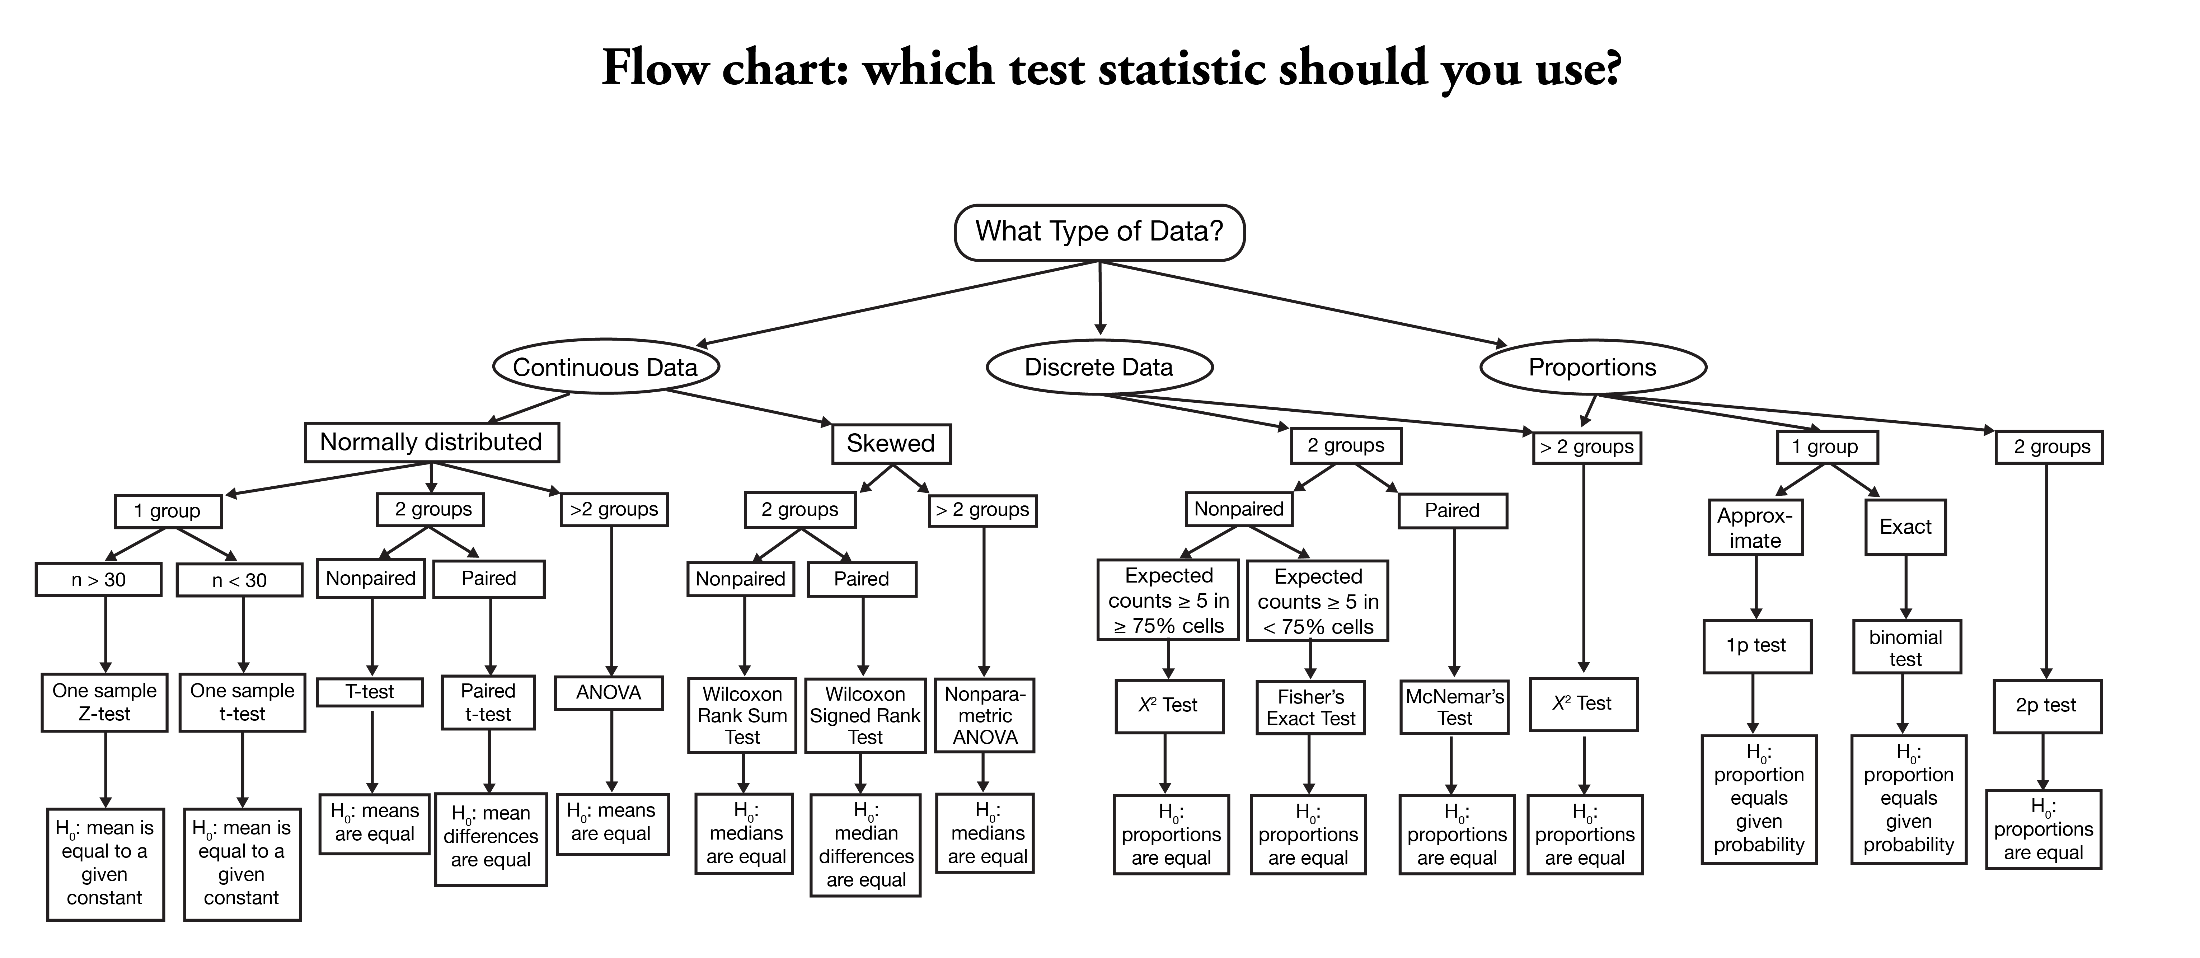 Flow chart: which test statistic should you use?
What Type of Data?
Continuous Data
Discrete Data
Proportions
Normally distributed
Skewed
2 groups
> 2 groups
1 group
2 groups
1 group
2 groups
>2 groups
2 groups
> 2 groups
Nonpaired
Paired
Approx-
imate
Exact
n > 30
n < 30
Nonpaired
Paired
Nonpaired
Paired
Expected
counts ≥ 5 in
≥ 75% cells
Expected
counts ≥ 5 in
< 75% cells
1p test
binomial
test
One sample
Z-test
One sample
t-test
T-test
Paired
t-test
ANOVA
Wilcoxon
Rank Sum
Test
Wilcoxon
Signed Rank
Test
Nonpara-
metric
ANOVA
X² Test
Fisher’s
Exact Test
McNemar’s
Test
X² Test
2p test
H₀: mean is
equal to a
given
constant
H₀: mean is
equal to a
given
constant
H₀: means
are equal
H₀: mean
differences
are equal
H₀: means
are equal
H₀:
medians
are equal
H₀:
median
differences
are equal
H₀:
medians
are equal
H₀:
proportions
are equal
H₀:
proportions
are equal
H₀:
proportions
are equal
H₀:
proportions
are equal
H₀:
proportion
equals
given
probability
H₀:
proportion
equals
given
probability
H₀:
proportions
are equal